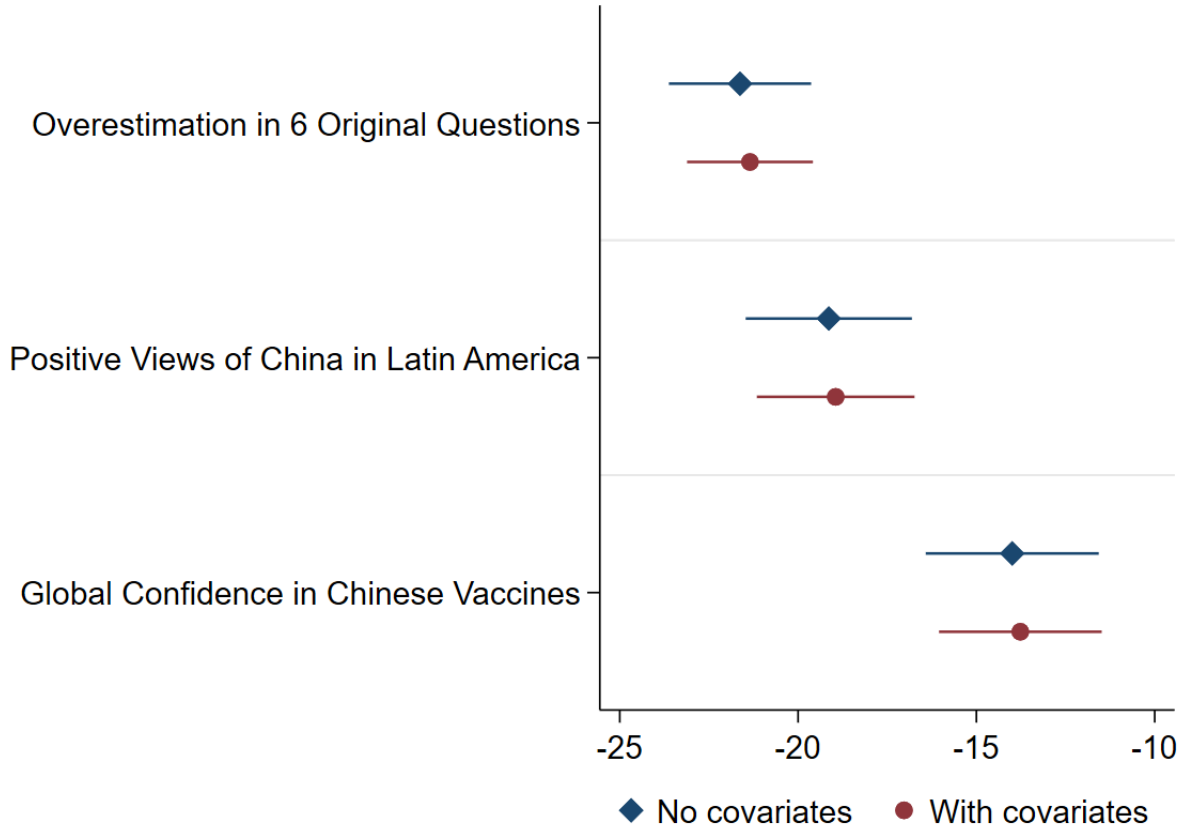 Overestimation in 6 Original Questions
Positive Views of China in Latin America
Global Confidence in Chinese Vaccines
-25 -20 -15 -10
No covariates With covariates